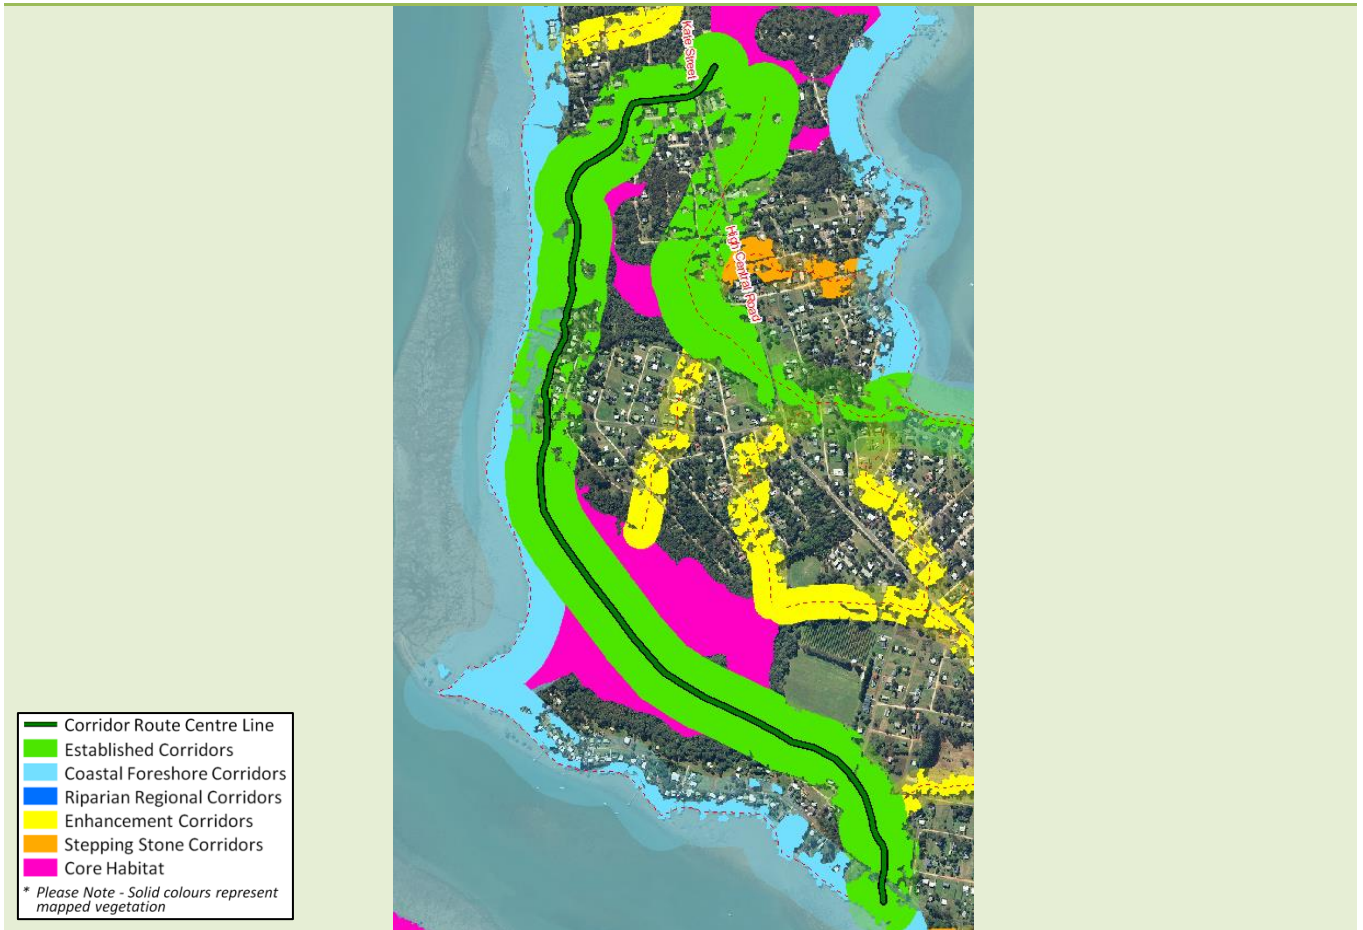 Kate Street
High Central Road
Corridor Route Centre Line
Established Corridors
Coastal Foreshore Corridors
Riparian Regional Corridors
Enhancement Corridors
Stepping Stone Corridors
Core Habitat
* Please Note - Solid colours represent
mapped vegetation